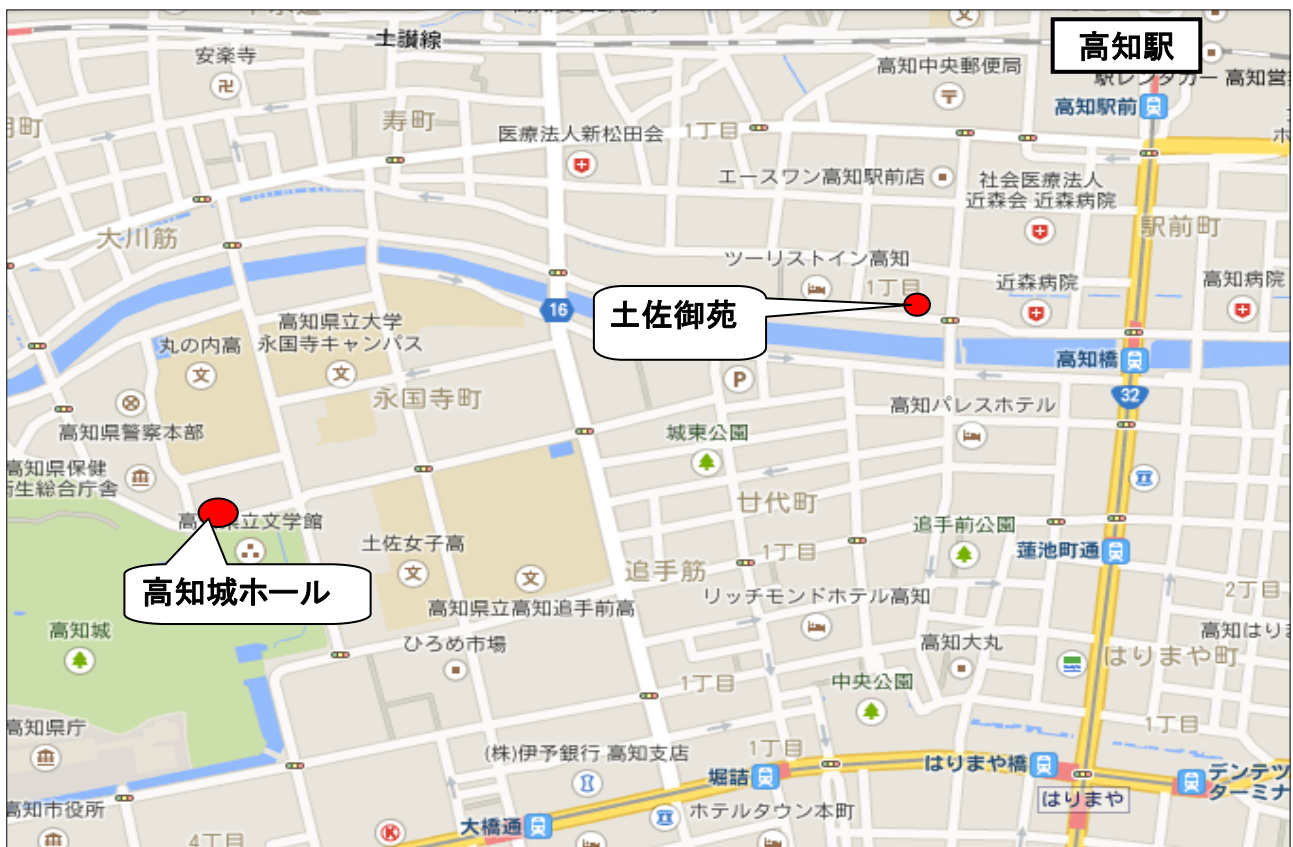 土讃線
高知駅
安楽寺
高知中央郵便局
駅レンタカー 高知営
高知駅前
寿町
1丁目
医療法人新松田会
エースワン高知駅前店
社会医療法人
近森会 近森病院
駅前町
大川筋
ツーリストイン高知
1丁目
近森病院
高知病院
16
土佐御苑
高知県立大学
永国寺キャンパス
丸の内高
高知橋
P
32
永国寺町
高知パレスホテル
高知県警察本部
城東公園
高知県保健
衛生総合庁舎
廿代町
立文学館
追手前公園
蓮池町通
土佐女子高
1丁目
追手筋
高知城ホール
高知県立高知追手前高
リッチモンドホテル高知
2丁目
高知城
ひろめ市場
高知大丸
高知はりま
はりまや町
1丁目
中央公園
高知県庁
1丁目
(株)伊予銀行 高知支店
1丁目
堀詰
はりまや橋
デンテツ
ターミナ
はりまや
高知市役所
大橋通
ホテルタウン本町
4丁目